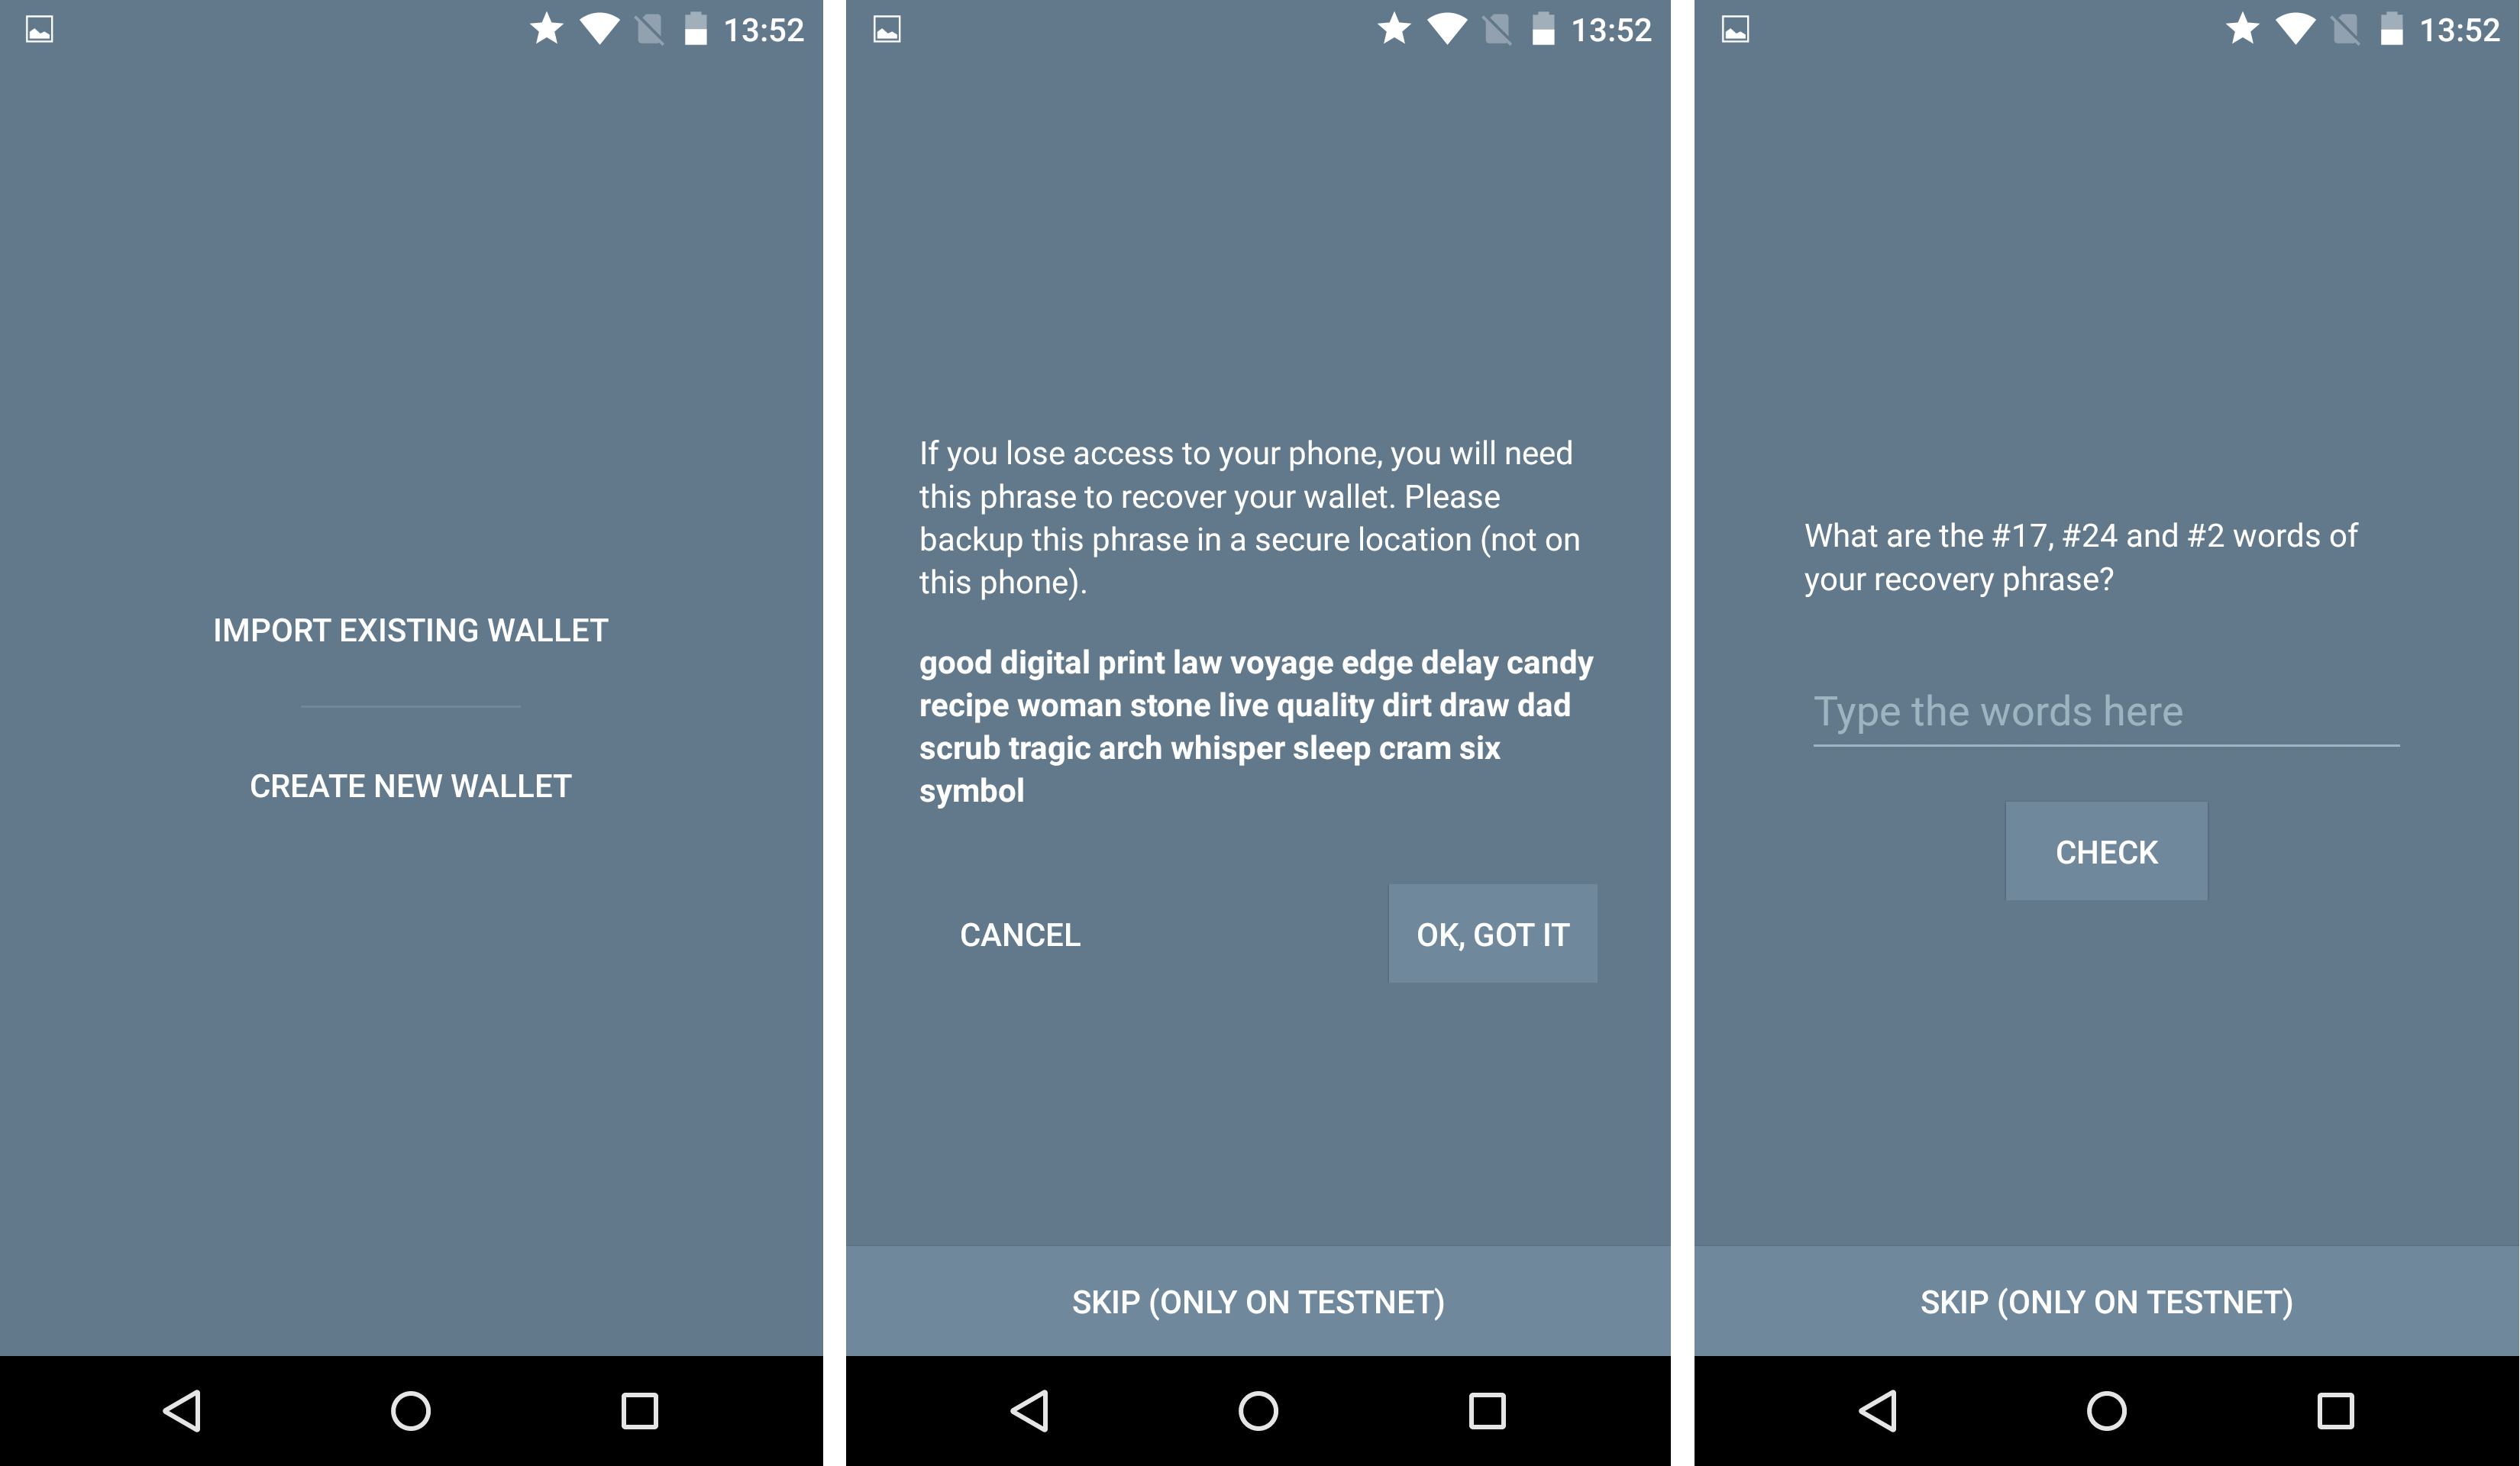 13:52
IMPORT EXISTING WALLET
CREATE NEW WALLET
13:52
If you lose access to your phone, you will need
this phrase to recover your wallet. Please
backup this phrase in a secure location (not on
this phone).
good digital print law voyage edge delay candy
recipe woman stone live quality dirt draw dad
scrub tragic arch whisper sleep cram six
symbol
CANCEL
OK, GOT IT
SKIP (ONLY ON TESTNET)
13:52
What are the #17, #24 and #2 words of
your recovery phrase?
Type the words here
CHECK
SKIP (ONLY ON TESTNET)